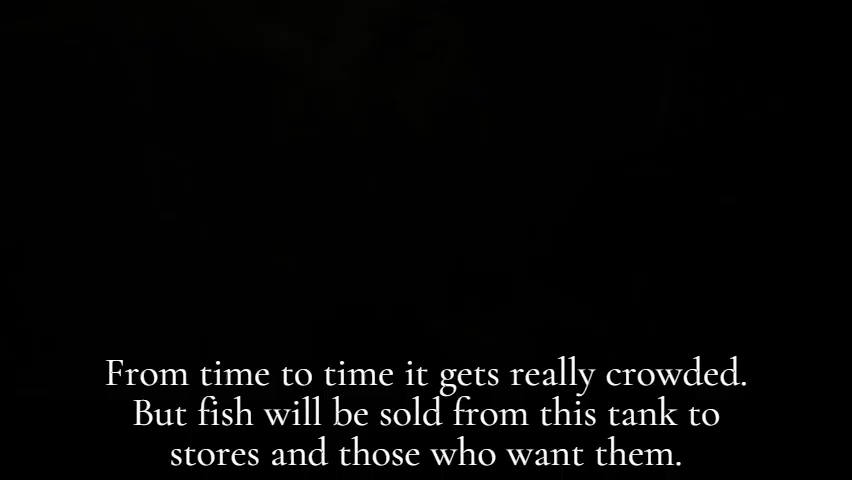 From time to time it gets really crowded.
But fish will be sold from this tank to
stores and those who want them.